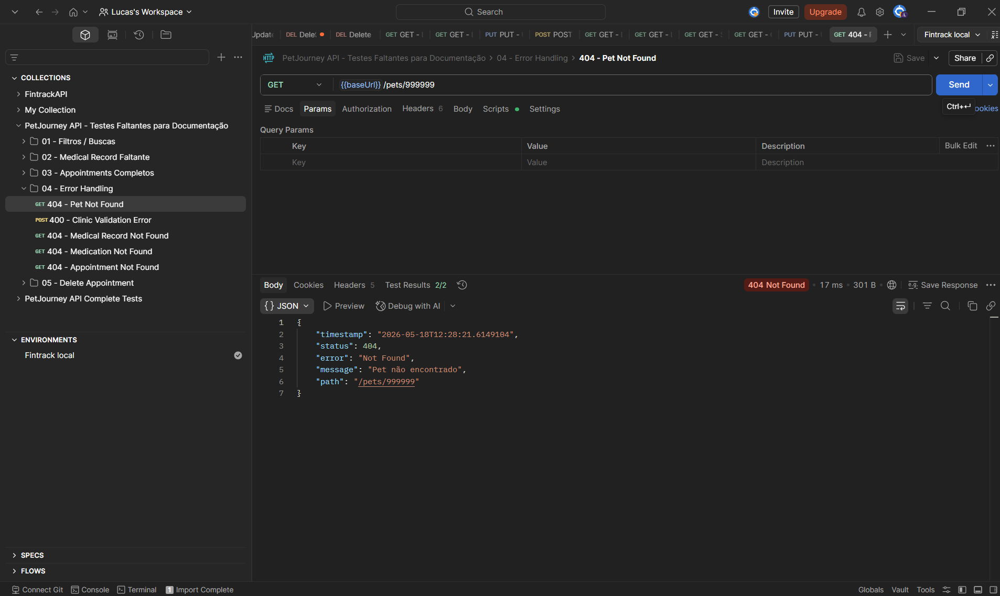 Lucas's Workspace
Search
Invite
Upgrade
L
Update
DEL Delet
DEL Delete
GET GET -
GET GET -
PUT PUT -
POST POST
GET GET -
GET GET -
GET GET -
GET GET -
PUT PUT -
GET 404 -
Fintrack local
HTTP PetJourney API - Testes Faltantes para Documentação > 04 - Error Handling > 404 - Pet Not Found
Save
Share
COLLECTIONS
FintrackAPI
My Collection
PetJourney API - Testes Faltantes para Documentação
01 - Filtros / Buscas
02 - Medical Record Faltante
03 - Appointments Completos
04 - Error Handling
GET 404 - Pet Not Found
POST 400 - Clinic Validation Error
GET 404 - Medical Record Not Found
GET 404 - Medication Not Found
GET 404 - Appointment Not Found
05 - Delete Appointment
PetJourney API Complete Tests
ENVIRONMENTS
Fintrack local
SPECS
FLOWS
GET
{{baseUrl}} /pets/999999
Send
Docs
Params
Authorization
Headers 6
Body
Scripts
Settings
Ctrl+↵
ookies
Query Params
Key Value Description Bulk Edit
Key Value Description
Body
Cookies
Headers 5
Test Results 2/2
404 Not Found • 17 ms • 301 B
e.g. Save Response
{} JSON
Preview
Debug with AI
1 {
2 "timestamp": "2026-05-18T12:28:21.6149104",
3 "status": 404,
4 "error": "Not Found",
5 "message": "Pet não encontrado",
6 "path": "/pets/999999"
7 }
Connect Git
Console
Terminal
1 Import Complete
Globals
Vault
Tools